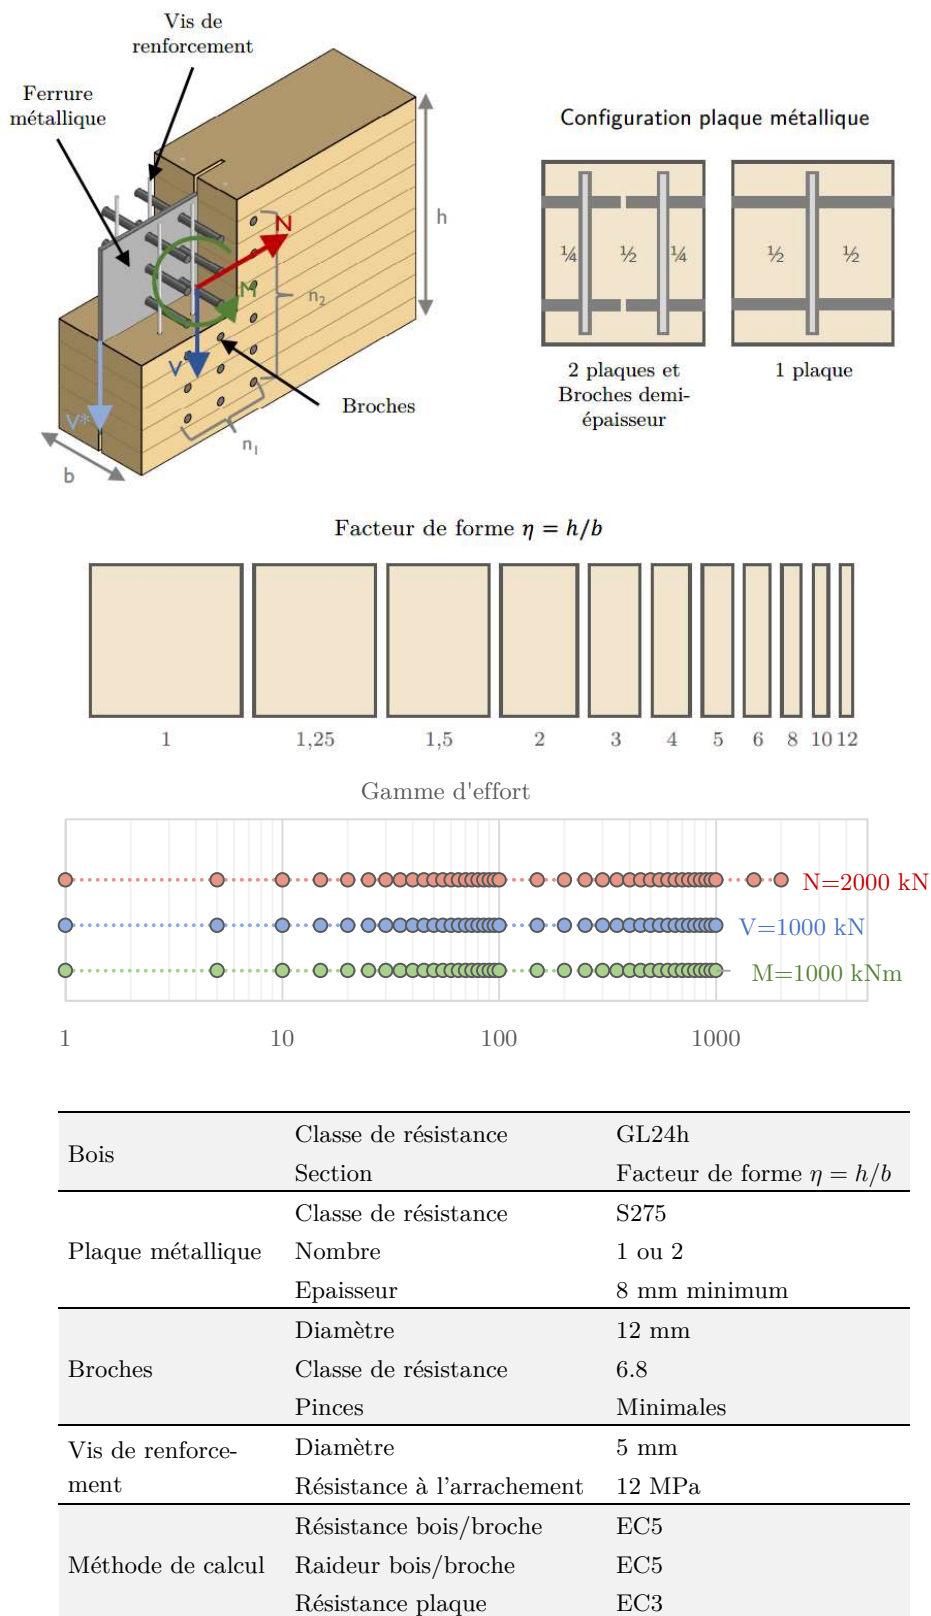 Vis de
renforcement
Ferrure
métallique
N
M
V
V*
h
b
n₂
n₁
Broches
Configuration plaque métallique
¼ ½ ¼
½ ½
2 plaques et
Broches demi-
épaisseur
1 plaque
Facteur de forme η = h/b
1 1,25 1,5 2 3 4 5 6 8 10 12
Gamme d'effort
N=2000 kN
V=1000 kN
M=1000 kNm
1 10 100 1000
Bois
Classe de résistance GL24h
Section Facteur de forme η = h/b
Plaque métallique
Classe de résistance S275
Nombre 1 ou 2
Epaisseur 8 mm minimum
Broches
Diamètre 12 mm
Classe de résistance 6.8
Pinces Minimales
Vis de renforce-
ment
Diamètre 5 mm
Résistance à l'arrachement 12 MPa
Méthode de calcul
Résistance bois/broche EC5
Raideur bois/broche EC5
Résistance plaque EC3